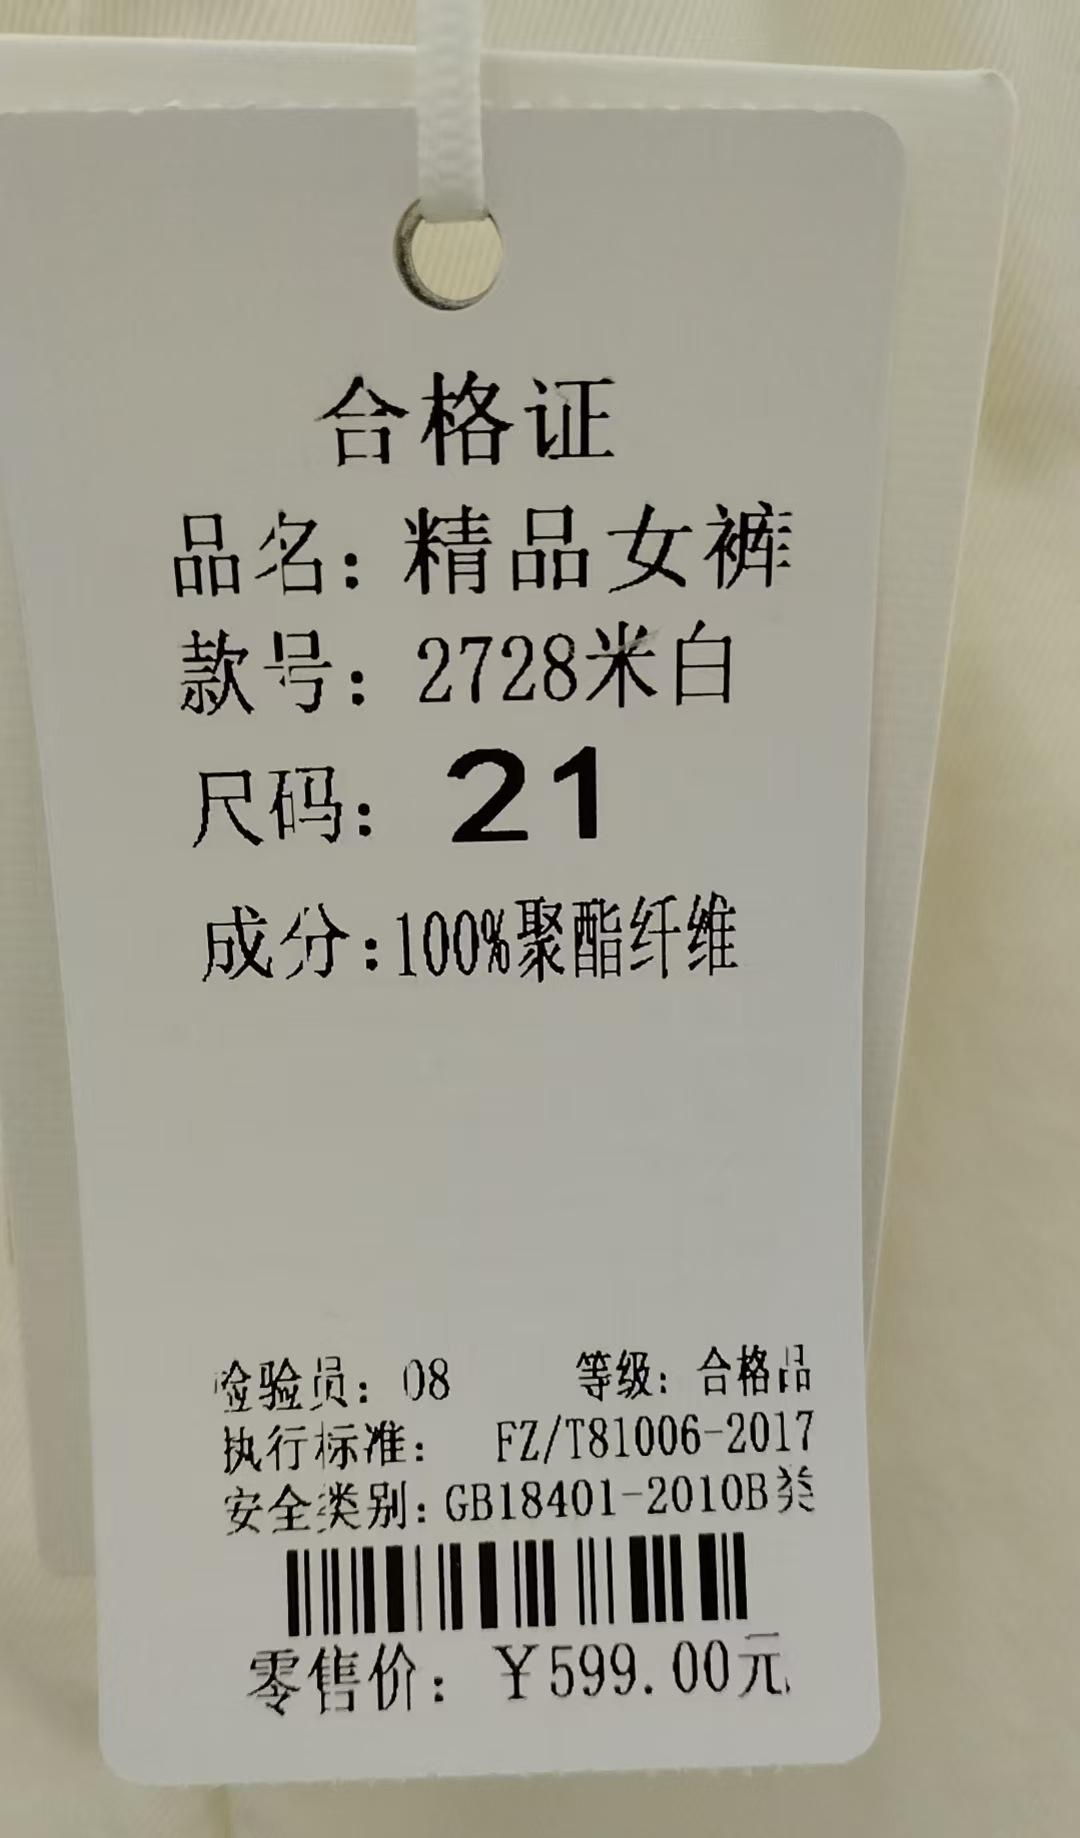 合格证
品名：精品女裤
款号：2728米白
尺码：21
成分:100%聚酯纤维
检验员：08 等级：合格品
执行标准： FZ/T81006-2017
安全类别:GB18401-2010B类
零售价：￥599.00元